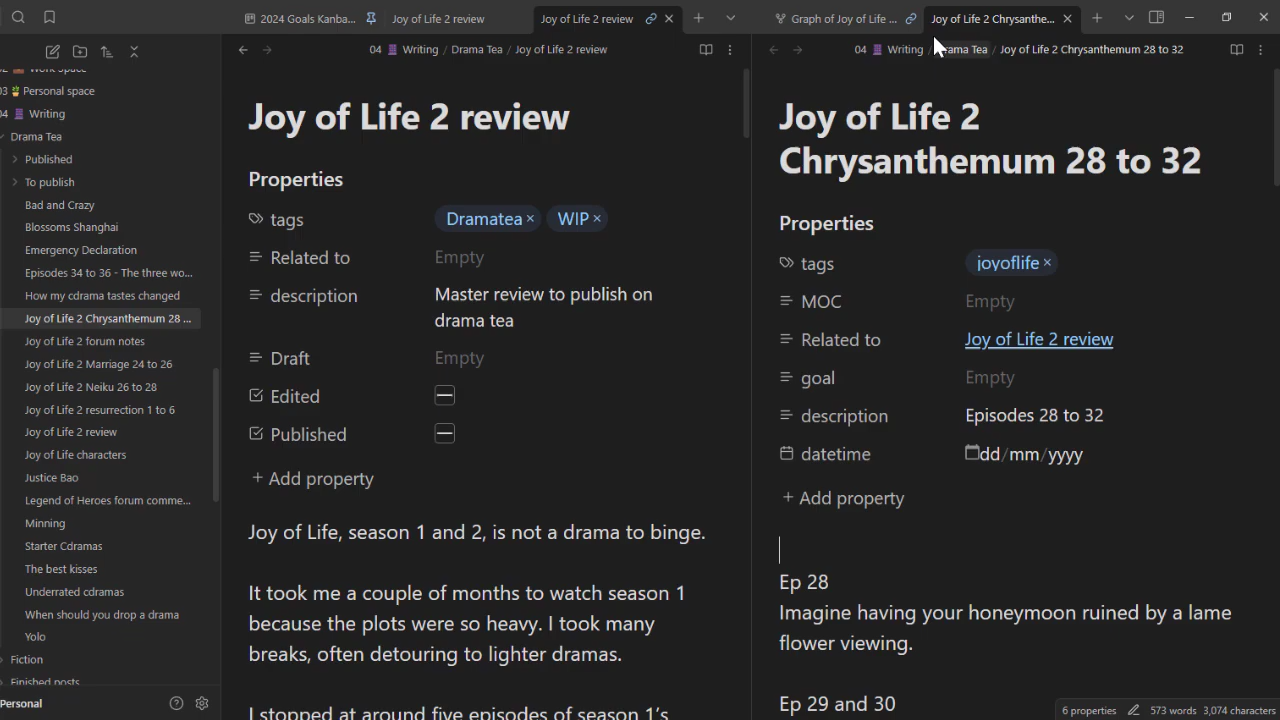 2024 Goals Kanba...
Joy of Life 2 review
Joy of Life 2 review
Graph of Joy of Life ...
Joy of Life 2 Chrysanthe...
04 Writing / Drama Tea / Joy of Life 2 review
04 Writing / Drama Tea / Joy of Life 2 Chrysanthemum 28 to 32
Work Space
03 Personal space
04 Writing
Drama Tea
Published
To publish
Bad and Crazy
Blossoms Shanghai
Emergency Declaration
Episodes 34 to 36 - The three wo...
How my cdrama tastes changed
Joy of Life 2 Chrysanthemum 28 ...
Joy of Life 2 forum notes
Joy of Life 2 Marriage 24 to 26
Joy of Life 2 Neiku 26 to 28
Joy of Life 2 resurrection 1 to 6
Joy of Life 2 review
Joy of Life characters
Justice Bao
Legend of Heroes forum comme...
Minning
Starter Cdramas
The best kisses
Underrated cdramas
When should you drop a drama
Yolo
Fiction
Finished posts
Personal
Joy of Life 2 review
Properties
tags Dramatea × WIP ×
Related to Empty
description Master review to publish on
drama tea
Draft Empty
Edited
Published
+ Add property
Joy of Life, season 1 and 2, is not a drama to binge.
It took me a couple of months to watch season 1
because the plots were so heavy. I took many
breaks, often detouring to lighter dramas.
I stopped at around five episodes of season 1's
Joy of Life 2
Chrysanthemum 28 to 32
Properties
tags joyoflife ×
MOC Empty
Related to Joy of Life 2 review
goal Empty
description Episodes 28 to 32
datetime dd/mm/yyyy
+ Add property
Ep 28
Imagine having your honeymoon ruined by a lame
flower viewing.
Ep 29 and 30
6 properties 573 words 3,074 characters